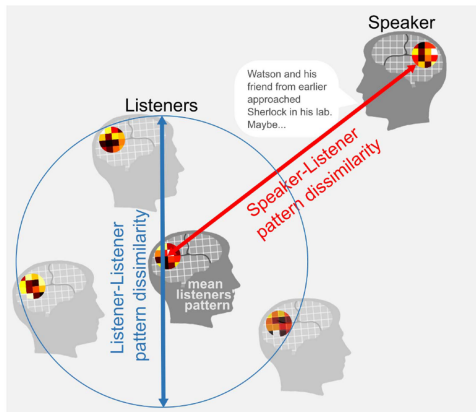 Speaker
Watson and his
friend from earlier
approached
Sherlock in his lab.
Maybe...
Listeners
Speaker-Listener
pattern dissimilarity
Listener-Listener
pattern dissimilarity
mean
listeners'
pattern